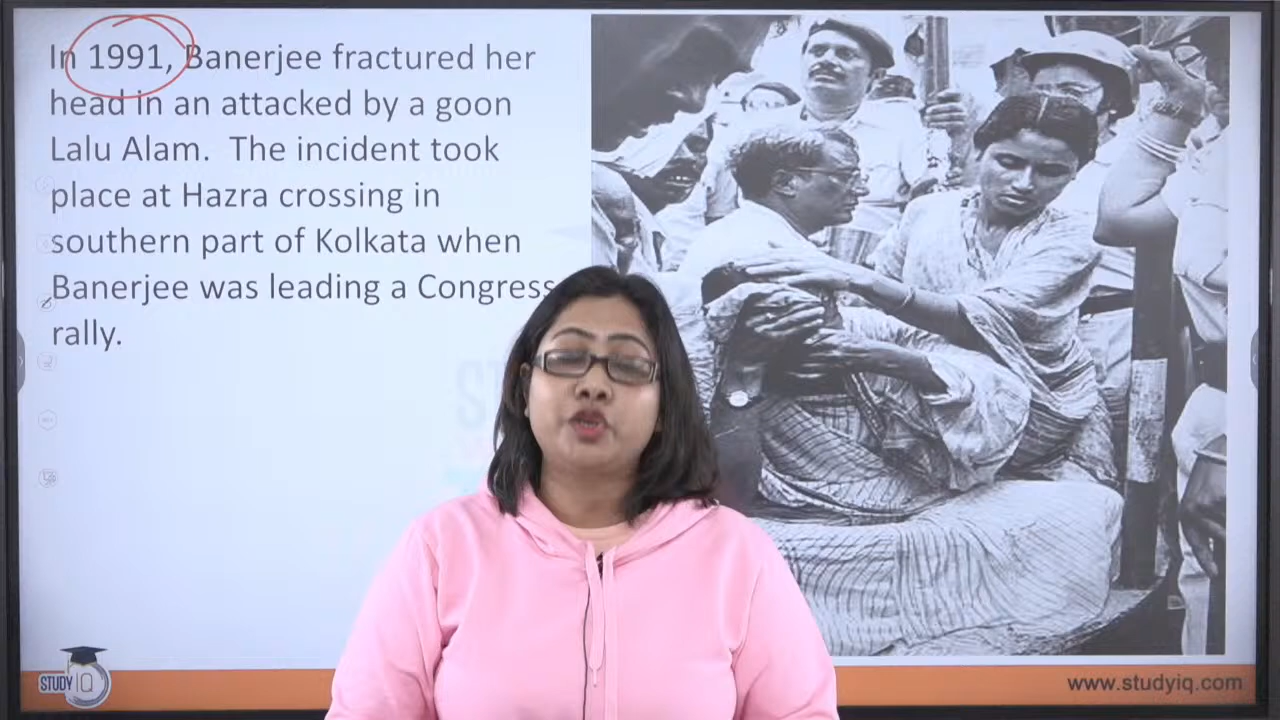 In 1991, Banerjee fractured her
head in an attacked by a goon
Lalu Alam.  The incident took
place at Hazra crossing in
southern part of Kolkata when
Banerjee was leading a Congress
rally.
STUDY IQ
www.studyiq.com